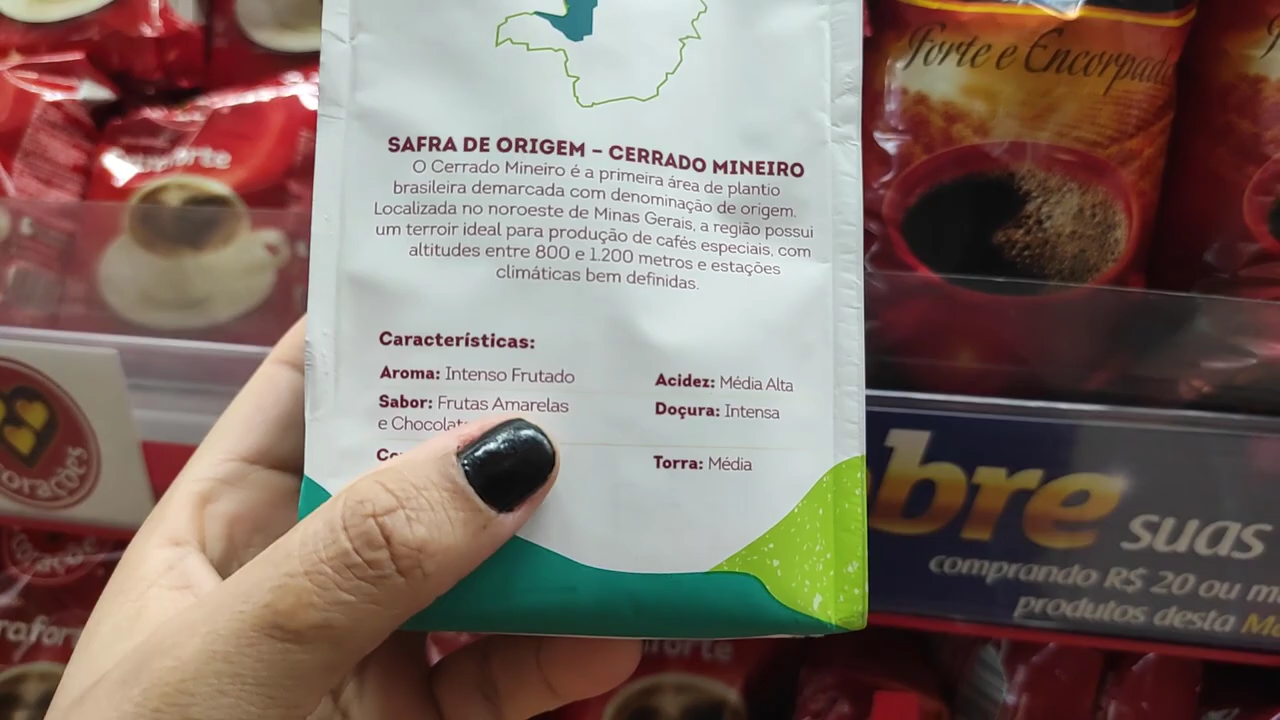 SAFRA DE ORIGEM – CERRADO MINEIRO
O Cerrado Mineiro é a primeira área de plantio
brasileira demarcada com denominação de origem.
Localizada no noroeste de Minas Gerais, a região possui
um terroir ideal para produção de cafés especiais, com
altitudes entre 800 e 1.200 metros e estações
climáticas bem definidas.
Características:
Aroma: Intenso Frutado
Sabor: Frutas Amarelas
e Chocolat
Acidez: Média Alta
Doçura: Intensa
Torra: Média
Forte e Encorpado
bre suas
comprando R$ 20 ou m
produtos desta
orações